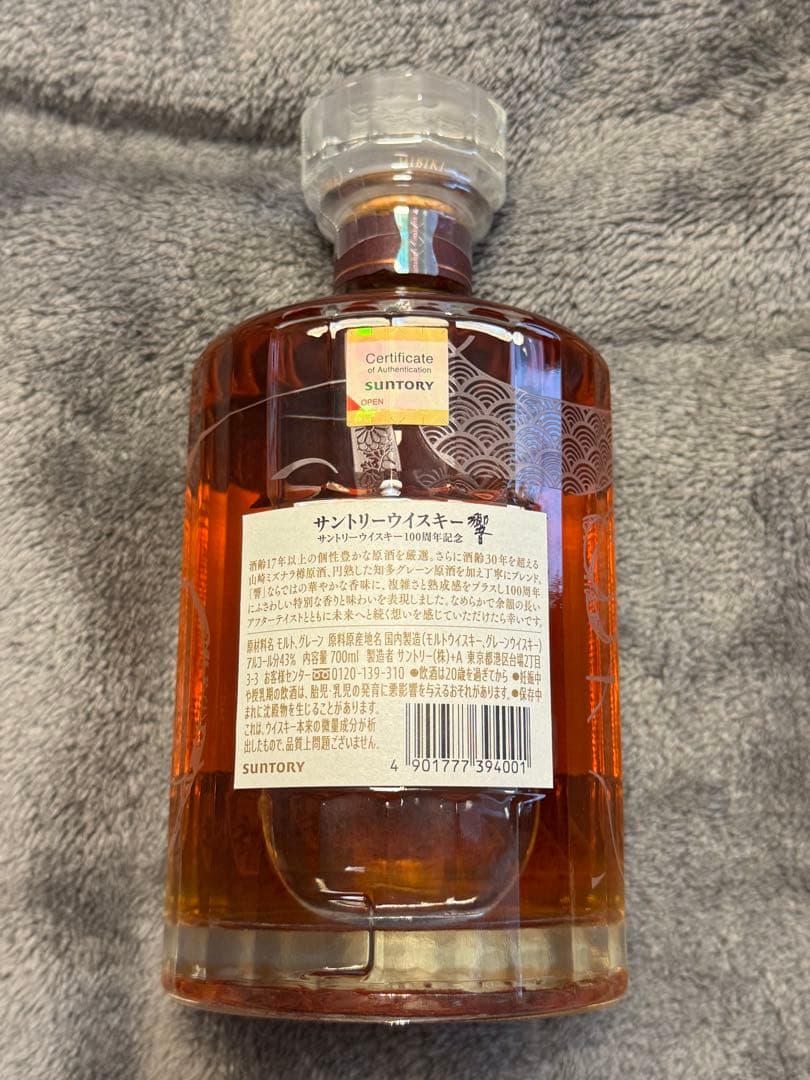 HIBIKI
Certificate
of Authentication
SUNTORY
OPEN
サントリーウイスキー 響
サントリーウイスキー100周年記念
酒齢17年以上の個性豊かな原酒を厳選。さらに酒齢30年を超える
山崎ミズナラ樽原酒、円熟した知多グレーン原酒を加え丁寧にブレンド。
「響」ならではの華やかな香味に、複雑さと熟成感をプラスし100周年
にふさわしい特別な香りと味わいを表現しました。なめらかで余韻の長い
アフターテイストとともに未来へと続く想いを感じていただけたら幸いです。
原材料名 モルト、グレーン 原料原産地名 国内製造(モルトウイスキー、グレーンウイスキー)
アルコール分43% 内容量700ml 製造者 サントリー(株)+A 東京都港区台場2丁目
3-3 お客様センター 0120-139-310 ●飲酒は20歳を過ぎてから ●妊娠中
や授乳期の飲酒は、胎児・乳児の発育に悪影響を与えるおそれがあります。●保存中
まれに沈殿物を生じることがあります。
これは、ウイスキー本来の微量成分が析
出したもので、品質上問題ございません。
SUNTORY
4 901777 394001